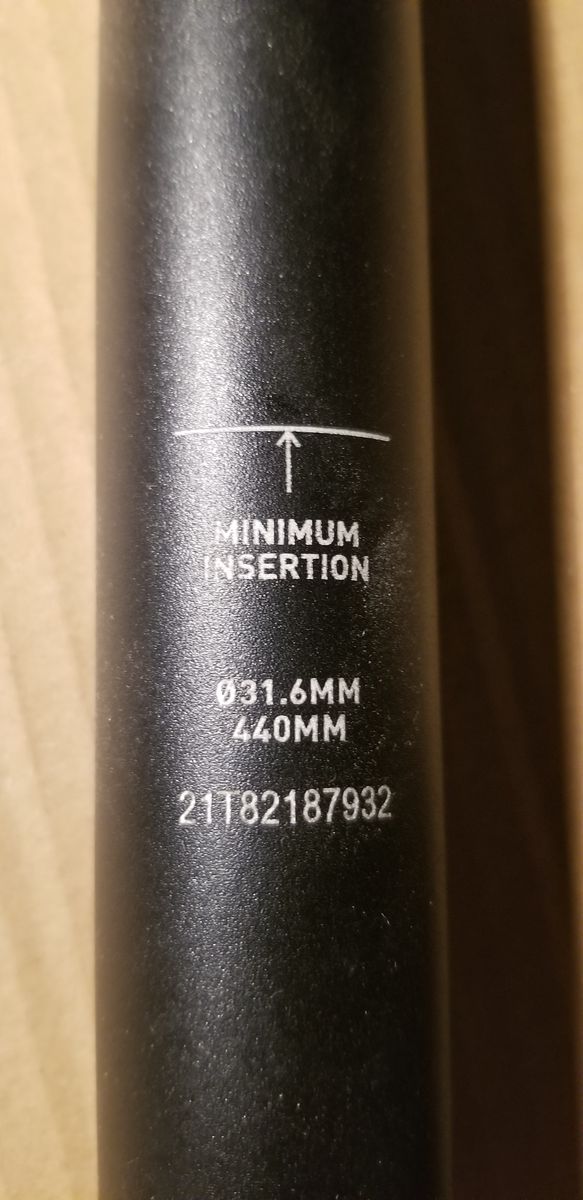 MINIMUM
INSERTION
Ø31.6MM
440MM
21T82187932